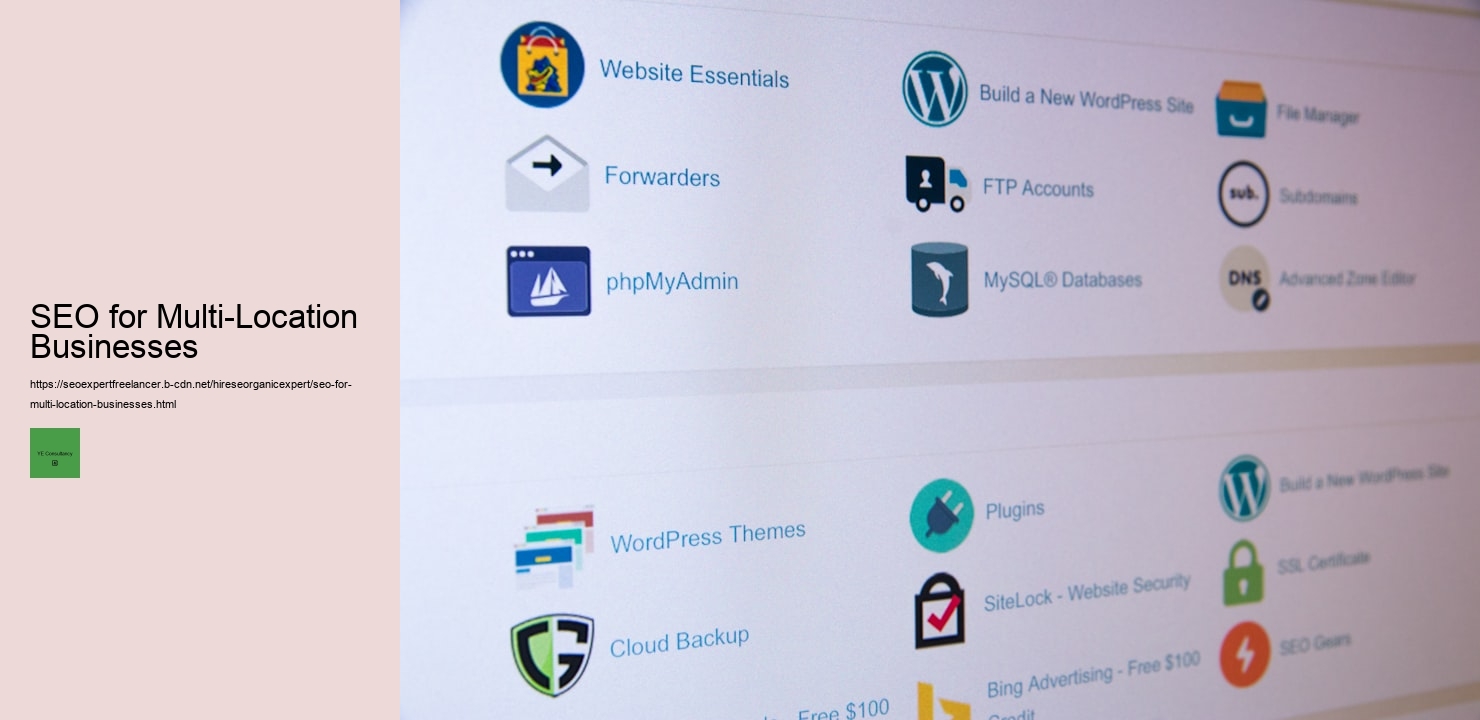 SEO for Multi-Location
Businesses
https://seoexpertfreelancer.b-cdn.net/hireseorganicexpert/seo-for-
multi-location-businesses.html
YE Consultancy
Website Essentials
Build a New WordPress Site
File Manager
Forwarders
FTP Accounts
sub.
Subdomains
phpMyAdmin
MySQL® Databases
DNS
Advanced Zone Editor
WordPress Themes
Plugins
Build a New WordPress Site
SSL Certificate
Cloud Backup
SiteLock - Website Security
SEO Gears
Free $100
Bing Advertising - Free $100
Credit